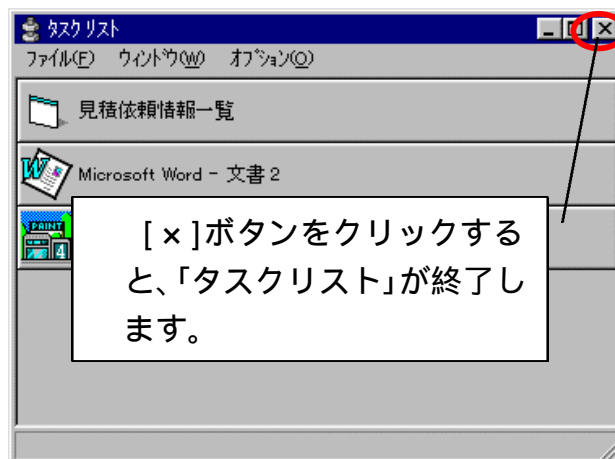 タスク リスト
ファイル(F) ウィンドウ(W) オプション(O)
見積依頼情報一覧
Microsoft Word - 文書 2
PAINT
4
[×]ボタンをクリックする
と、「タスクリスト」が終了し
ます。